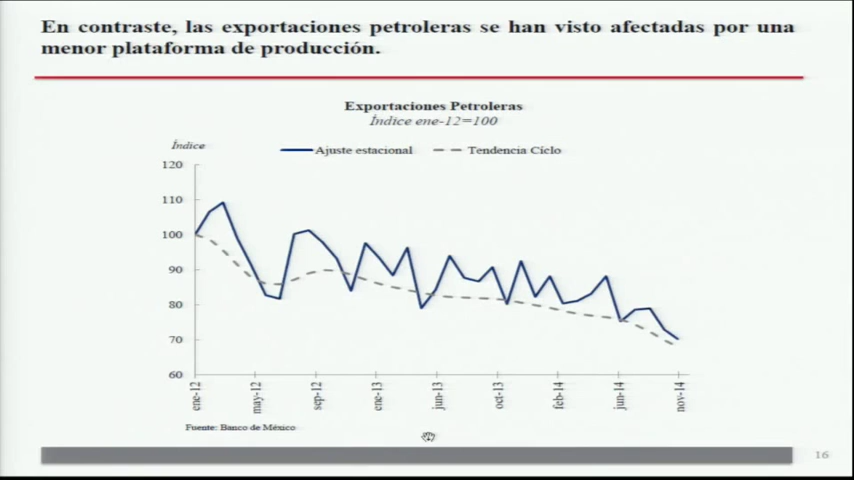 En contraste, las exportaciones petroleras se han visto afectadas por una
menor plataforma de producción.
Exportaciones Petroleras
Índice ene-12=100
Índice
Ajuste estacional
Tendencia Cíclo
120
110
100
90
80
70
60
ene-12
may-12
sep-12
ene-13
jun-13
oct-13
feb-14
jun-14
nov-14
Fuente: Banco de México
16